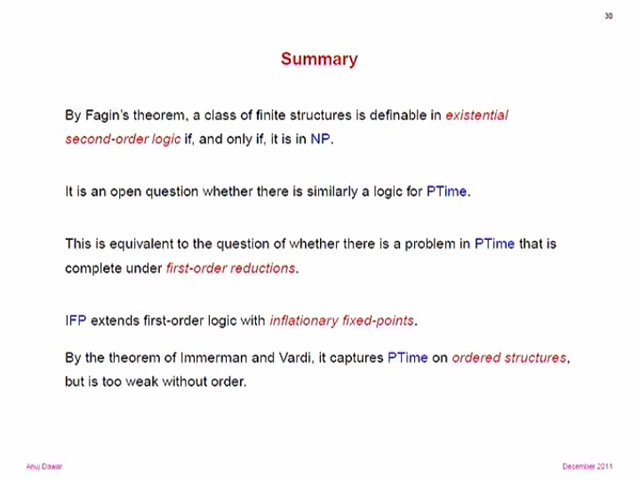 30
Summary
By Fagin's theorem, a class of finite structures is definable in existential
second-order logic if, and only if, it is in NP.
It is an open question whether there is similarly a logic for PTime.
This is equivalent to the question of whether there is a problem in PTime that is
complete under first-order reductions.
IFP extends first-order logic with inflationary fixed-points.
By the theorem of Immerman and Vardi, it captures PTime on ordered structures,
but is too weak without order.
Anuj Dawar
December 2011